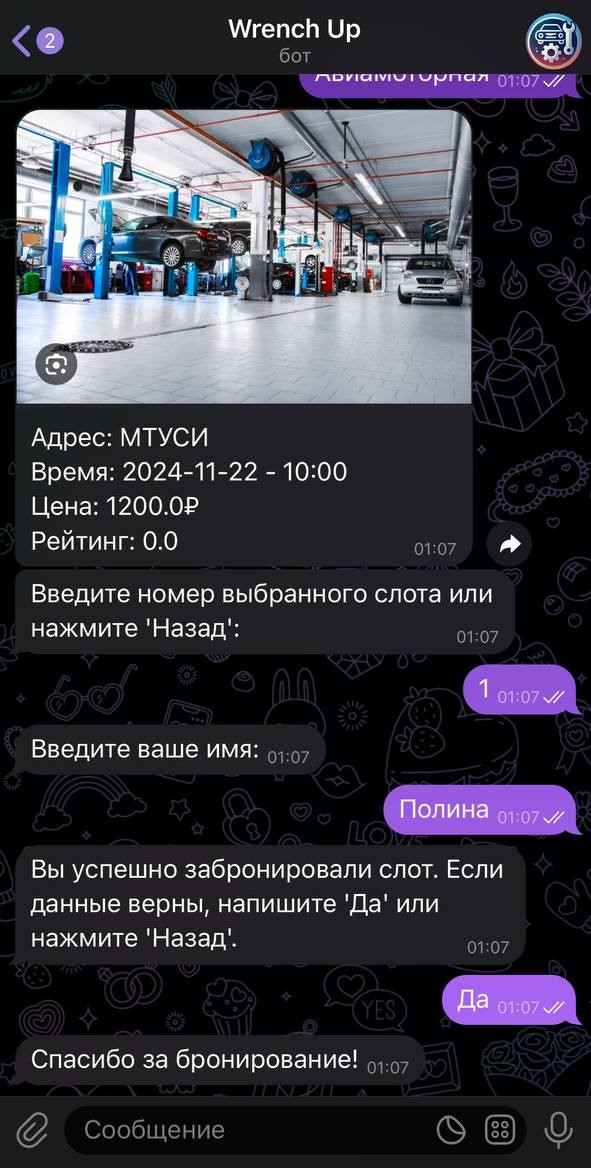 2
Wrench Up
бот
Авиамоторная 01:07
Адрес: МТУСИ
Время: 2024-11-22 - 10:00
Цена: 1200.0₽
Рейтинг: 0.0
01:07
Введите номер выбранного слота или
нажмите 'Назад':
01:07
1 01:07
Введите ваше имя: 01:07
Полина 01:07
Вы успешно забронировали слот. Если
данные верны, напишите 'Да' или
нажмите 'Назад'.
01:07
YES
LOVE
Да 01:07
Спасибо за бронирование! 01:07
Сообщение